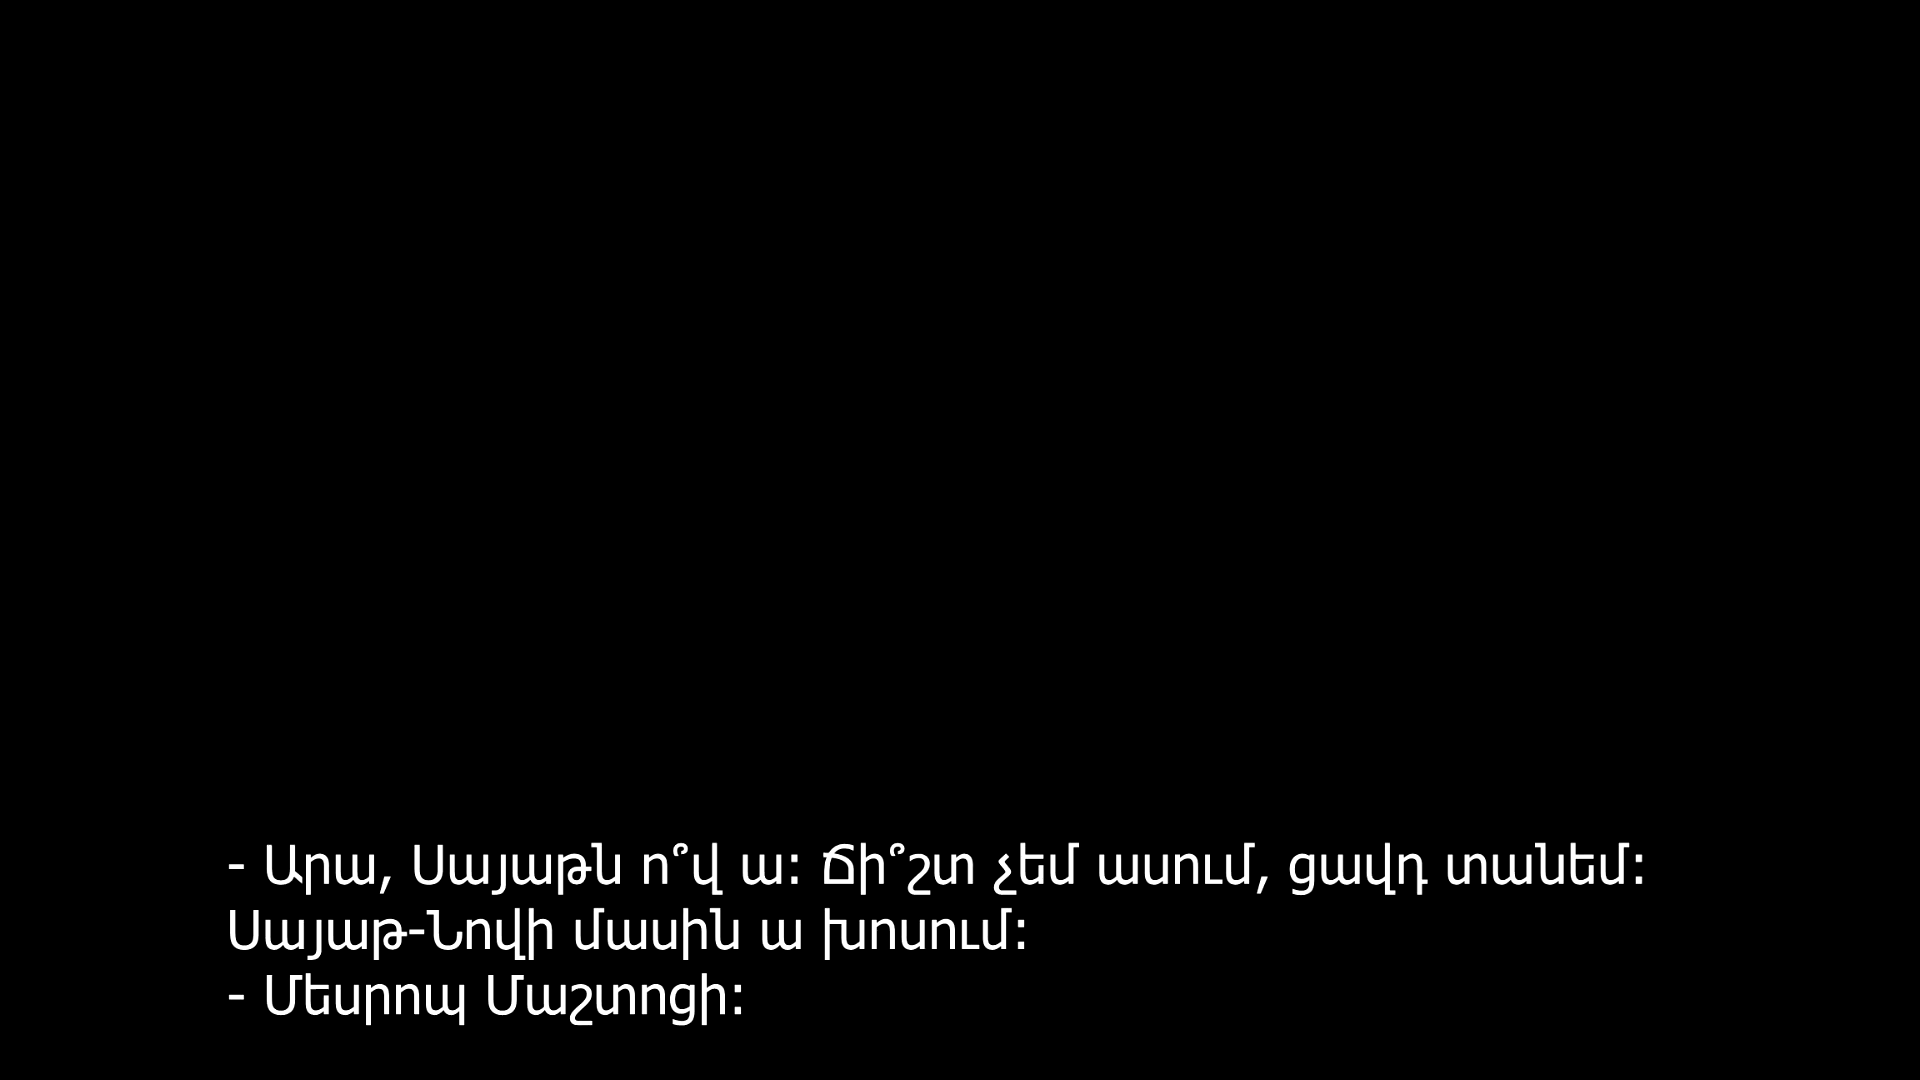 - Արա, Սայաթն ո՞վ ա: Ճի՞շտ չեմ ասում, ցավդ տանեմ:
Սայաթ-Նովի մասին ա խոսում:
- Մեսրոպ Մաշտոցի: